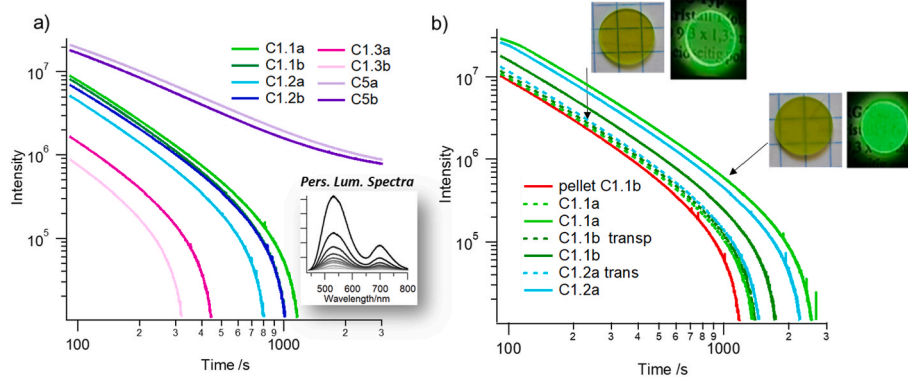 a)
C1.1a
C1.1b
C1.2a
C1.2b
C1.3a
C1.3b
C5a
C5b
Intensity
10⁷
10⁶
10⁵
Pers. Lum. Spectra
500
600
700
800
Wavelength/nm
100
2
3
4
5
6
7
8
9
1000
2
3
Time /s
b)
Intensity
10⁷
10⁶
10⁵
pellet C1.1b
C1.1a
C1.1a
C1.1b transp
C1.1b
C1.2a trans
C1.2a
100
2
3
4
5
6
7
8
9
1000
2
3
Time /s